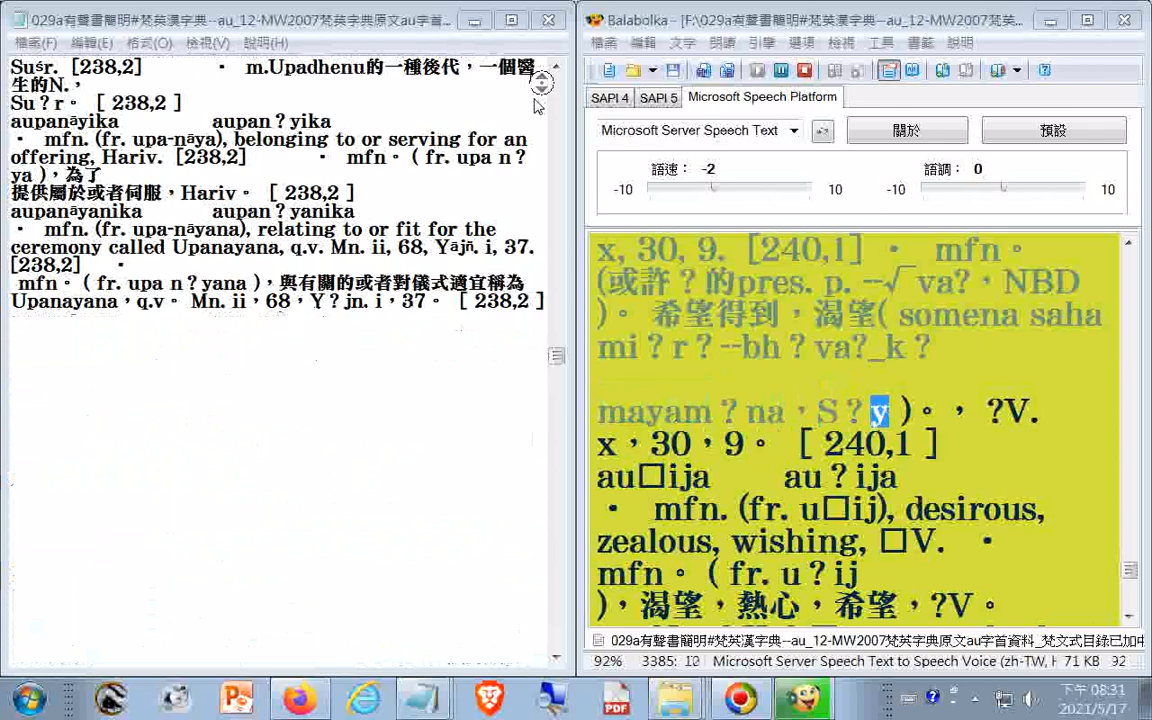 029a有聲書簡明#梵英漢字典--au_12-MW2007梵英字典原文au字首...
檔案(F) 編輯(E) 格式(O) 檢視(V) 說明(H)
Suśr. [238,2] • m.Upadhenu的一種後代，一個醫
生的N.，
Su？r。 [ 238,2 ]
aupanāyika aupan？yika
• mfn. (fr. upa-nāya), belonging to or serving for an
offering, Hariv. [238,2] • mfn。（ fr. upa n？
ya )，為了
提供屬於或者伺服，Hariv。 [ 238,2 ]
aupanāyanika aupan？yanika
• mfn. (fr. upa-nāyana), relating to or fit for the
ceremony called Upanayana, q.v. Mn. ii, 68, Yājñ. i, 37.
[238,2] •
mfn。（ fr. upa n？yana )，與有關的或者對儀式適宜稱為
Upanayana，q.v。 Mn. ii，68，Y？jn. i，37。 [ 238,2 ]
Balabolka - [F:\029a有聲書簡明#梵英漢字典--au_12-MW2007梵英...
檔案 編輯 文字 朗讀 引擎 選項 檢視 工具 書籤 說明
SAPI 4 SAPI 5 Microsoft Speech Platform
Microsoft Server Speech Text 關於 預設
語速： -2 語調： 0
-10 10 -10 10
x, 30, 9. [240,1] • mfn。
(或許？的pres. p. --√ va?，NBD
)。 希望得到，渴望( somena saha
mi？r？--bh？va?_k？
mayam？na，S？y )。， ?V.
x，30，9。 [ 240,1 ]
au□ija au？ija
• mfn. (fr. u□ij), desirous,
zealous, wishing, □V. •
mfn。（ fr. u？ij
)，渴望，熱心，希望，?V。
029a有聲書簡明#梵英漢字典--au_12-MW2007梵英字典原文au字首資料_梵文式目錄已加中
92% 3385: 12 Microsoft Server Speech Text to Speech Voice (zh-TW, H 71 KB 92
下午 08:31
2021/5/17